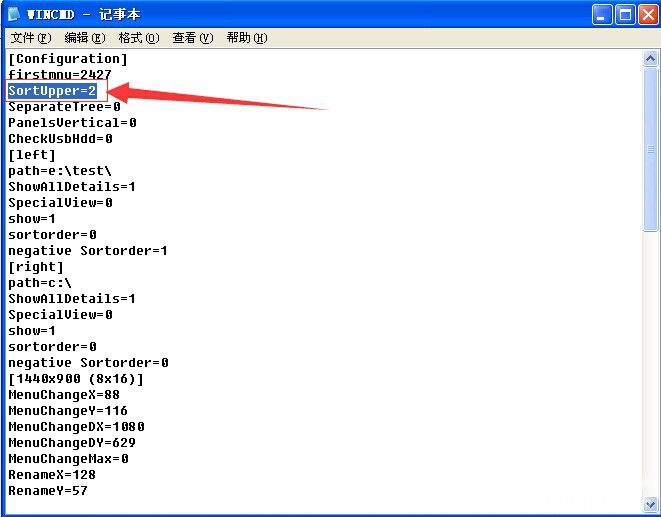 WINCMD - 记事本
文件(F) 编辑(E) 格式(O) 查看(V) 帮助(H)
[Configuration]
firstmnu=2427
SortUpper=2
SeparateTree=0
PanelsVertical=0
CheckUsbHdd=0
[left]
path=e:\test\
ShowAllDetails=1
SpecialView=0
show=1
sortorder=0
negative Sortorder=1
[right]
path=c:\
ShowAllDetails=1
SpecialView=0
show=1
sortorder=0
negative Sortorder=0
[1440x900 (8x16)]
MenuChangeX=88
MenuChangeY=116
MenuChangeDX=1080
MenuChangeDY=629
MenuChangeMax=0
RenameX=128
RenameY=57